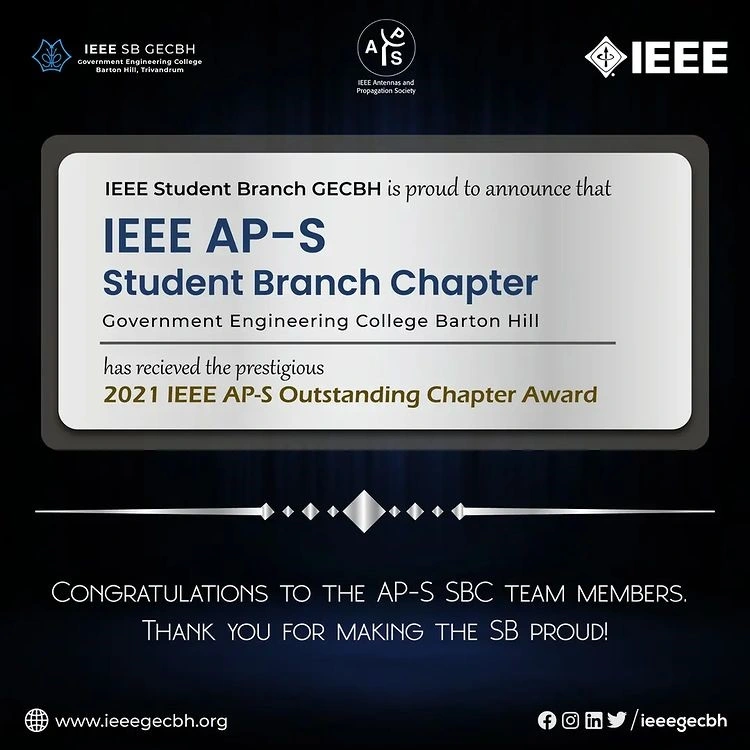 IEEE SB GECBH
Government Engineering College
Barton Hill, Trivandrum
A P S
IEEE Antennas and
Propagation Society
IEEE
IEEE Student Branch GECBH is proud to announce that
IEEE AP-S
Student Branch Chapter
Government Engineering College Barton Hill
has recieved the prestigious
2021 IEEE AP-S Outstanding Chapter Award
CONGRATULATIONS TO THE AP-S SBC TEAM MEMBERS.
THANK YOU FOR MAKING THE SB PROUD!
www.ieeegecbh.org
/ieeegecbh